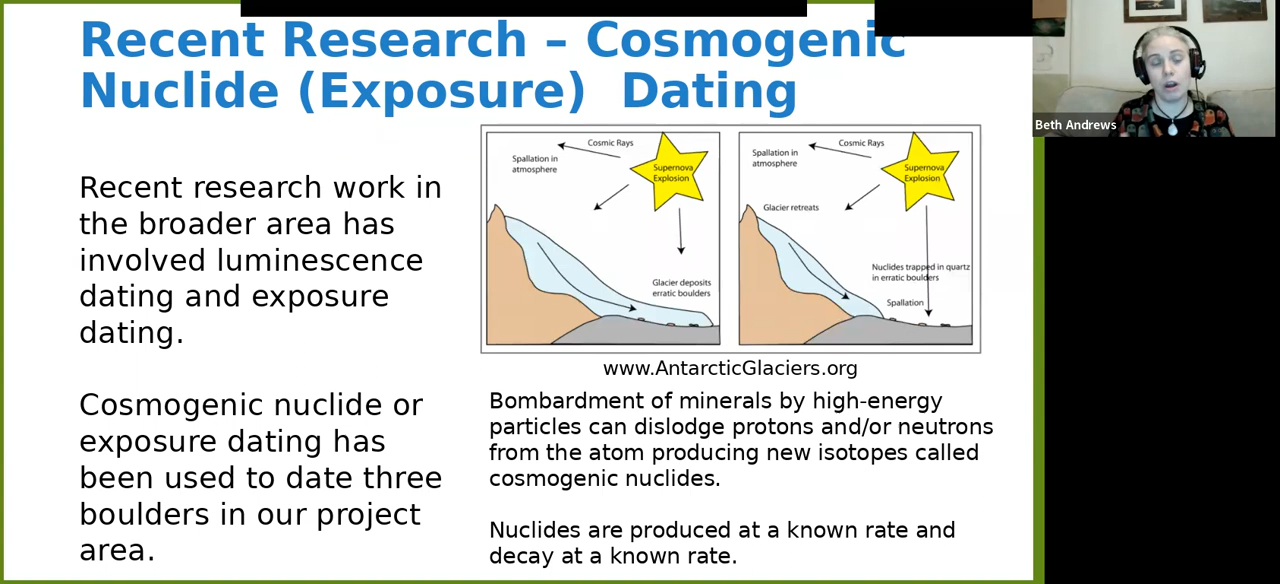 Recent Research – Cosmogenic
Nuclide (Exposure) Dating
Recent research work in
the broader area has
involved luminescence
dating and exposure
dating.
Cosmogenic nuclide or
exposure dating has
been used to date three
boulders in our project
area.
Cosmic Rays
Spallation in
atmosphere
Supernova
Explosion
Glacier deposits
erratic boulders
Cosmic Rays
Spallation in
atmosphere
Supernova
Explosion
Glacier retreats
Nuclides trapped in quartz
in erratic boulders
Spallation
www.AntarcticGlaciers.org
Bombardment of minerals by high-energy
particles can dislodge protons and/or neutrons
from the atom producing new isotopes called
cosmogenic nuclides.
Nuclides are produced at a known rate and
decay at a known rate.
Beth Andrews